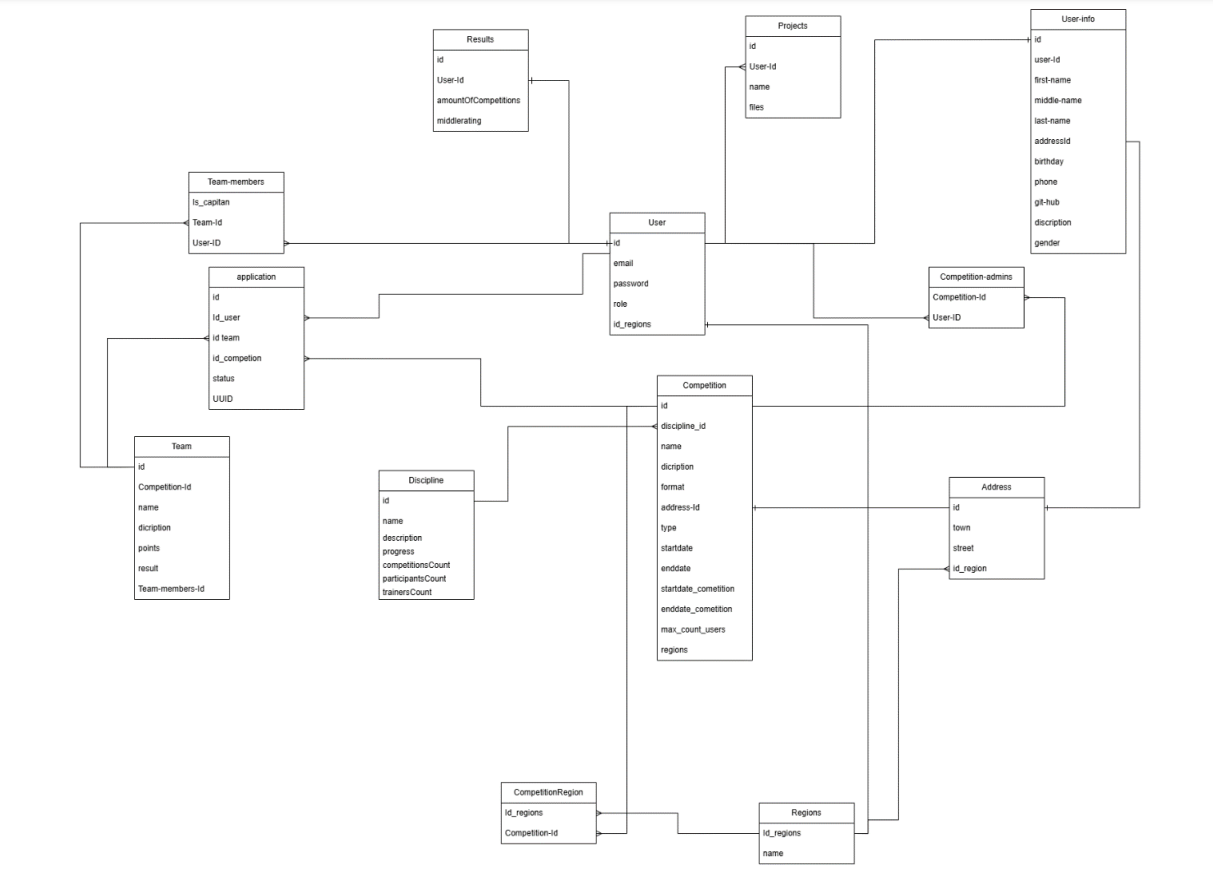 Results
id
User-Id
amountOfCompetitions
middlerating
Projects
id
User-Id
name
files
User-info
id
user-Id
first-name
middle-name
last-name
addressId
birthday
phone
git-hub
discription
gender
Team-members
Is_capitan
Team-Id
User-ID
User
id
email
password
role
id_regions
application
id
Id_user
id team
id_competion
status
UUID
Competition-admins
Competition-Id
User-ID
Competition
id
discipline_id
name
dicription
format
address-Id
type
startdate
enddate
startdate_cometition
enddate_cometition
max_count_users
regions
Team
id
Competition-Id
name
dicription
points
result
Team-members-Id
Discipline
id
name
description
progress
competitionsCount
participantsCount
trainersCount
Address
id
town
street
id_region
CompetitionRegion
Id_regions
Competition-Id
Regions
Id_regions
name